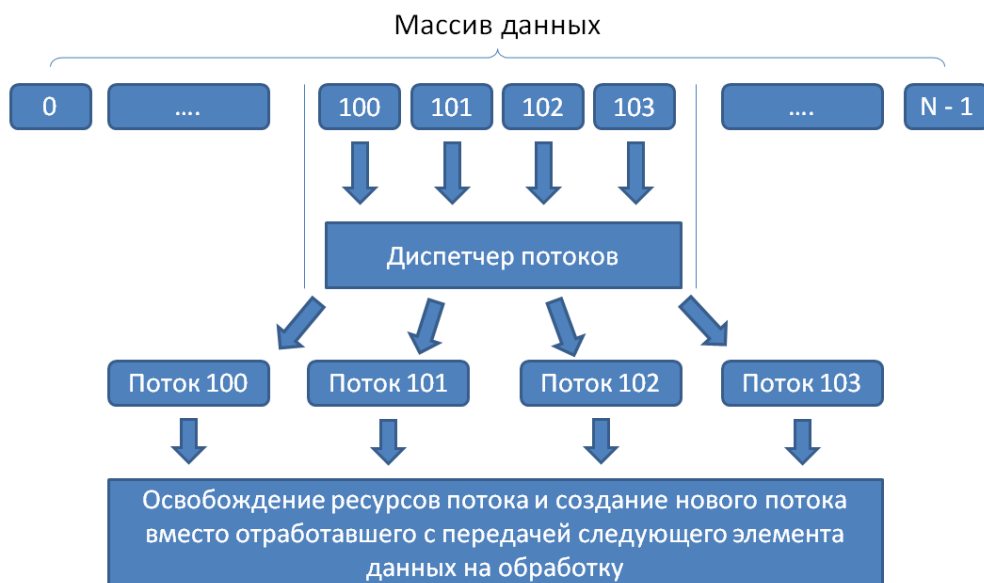 Массив данных
0 .... 100 101 102 103 .... N - 1
Диспетчер потоков
Поток 100 Поток 101 Поток 102 Поток 103
Освобождение ресурсов потока и создание нового потока
вместо отработавшего с передачей следующего элемента
данных на обработку